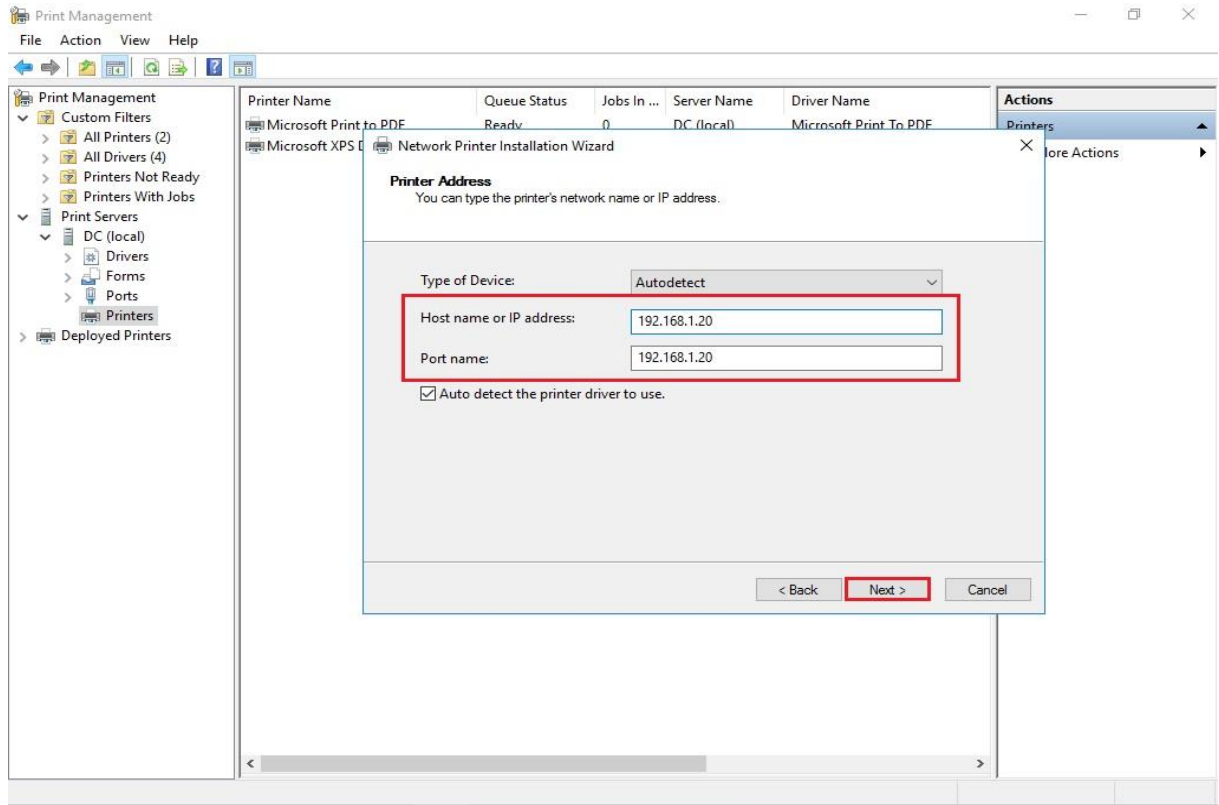 Print Management
File Action View Help
Print Management
Custom Filters
All Printers (2)
All Drivers (4)
Printers Not Ready
Printers With Jobs
Print Servers
DC (local)
Drivers
Forms
Ports
Printers
Deployed Printers
Printer Name Queue Status Jobs In ... Server Name Driver Name
Microsoft Print to PDF Ready 0 DC (local) Microsoft Print To PDF
Microsoft XPS
Network Printer Installation Wizard
Printer Address
You can type the printer's network name or IP address.
Type of Device: Autodetect
Host name or IP address: 192.168.1.20
Port name: 192.168.1.20
Auto detect the printer driver to use.
< Back Next > Cancel
Actions
Printers
lore Actions